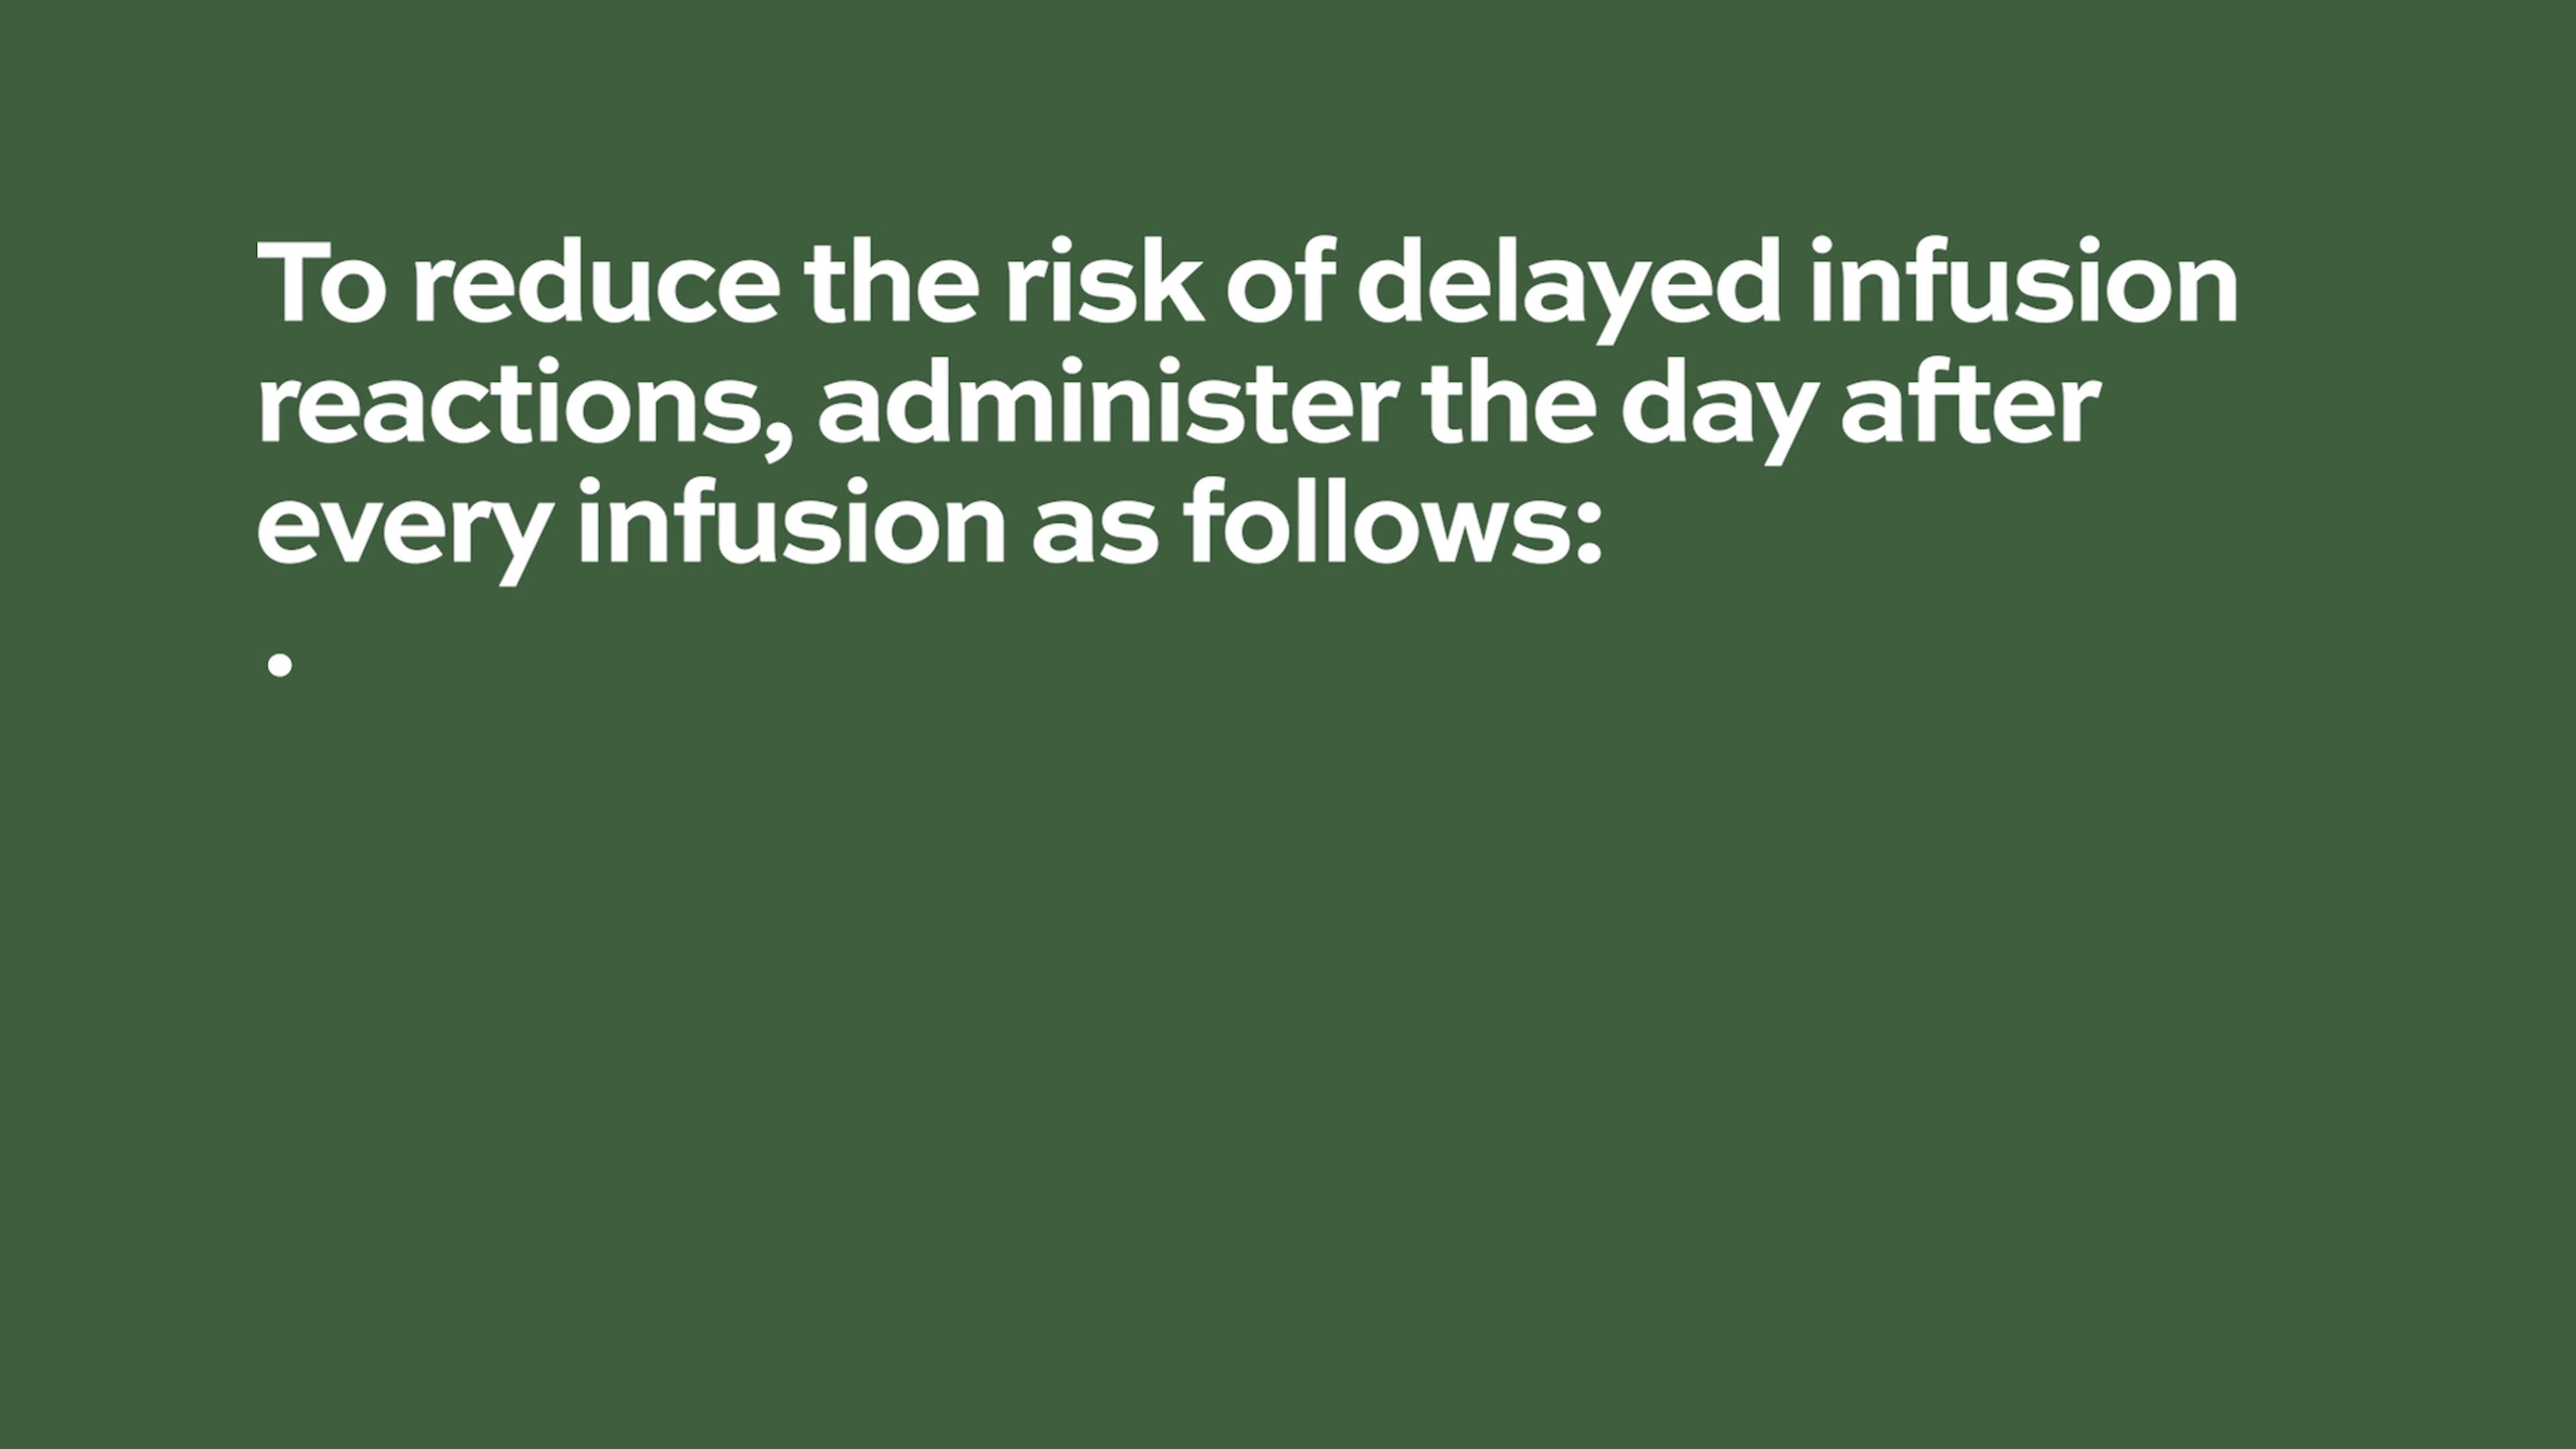 To reduce the risk of delayed infusion
reactions, administer the day after
every infusion as follows:
•